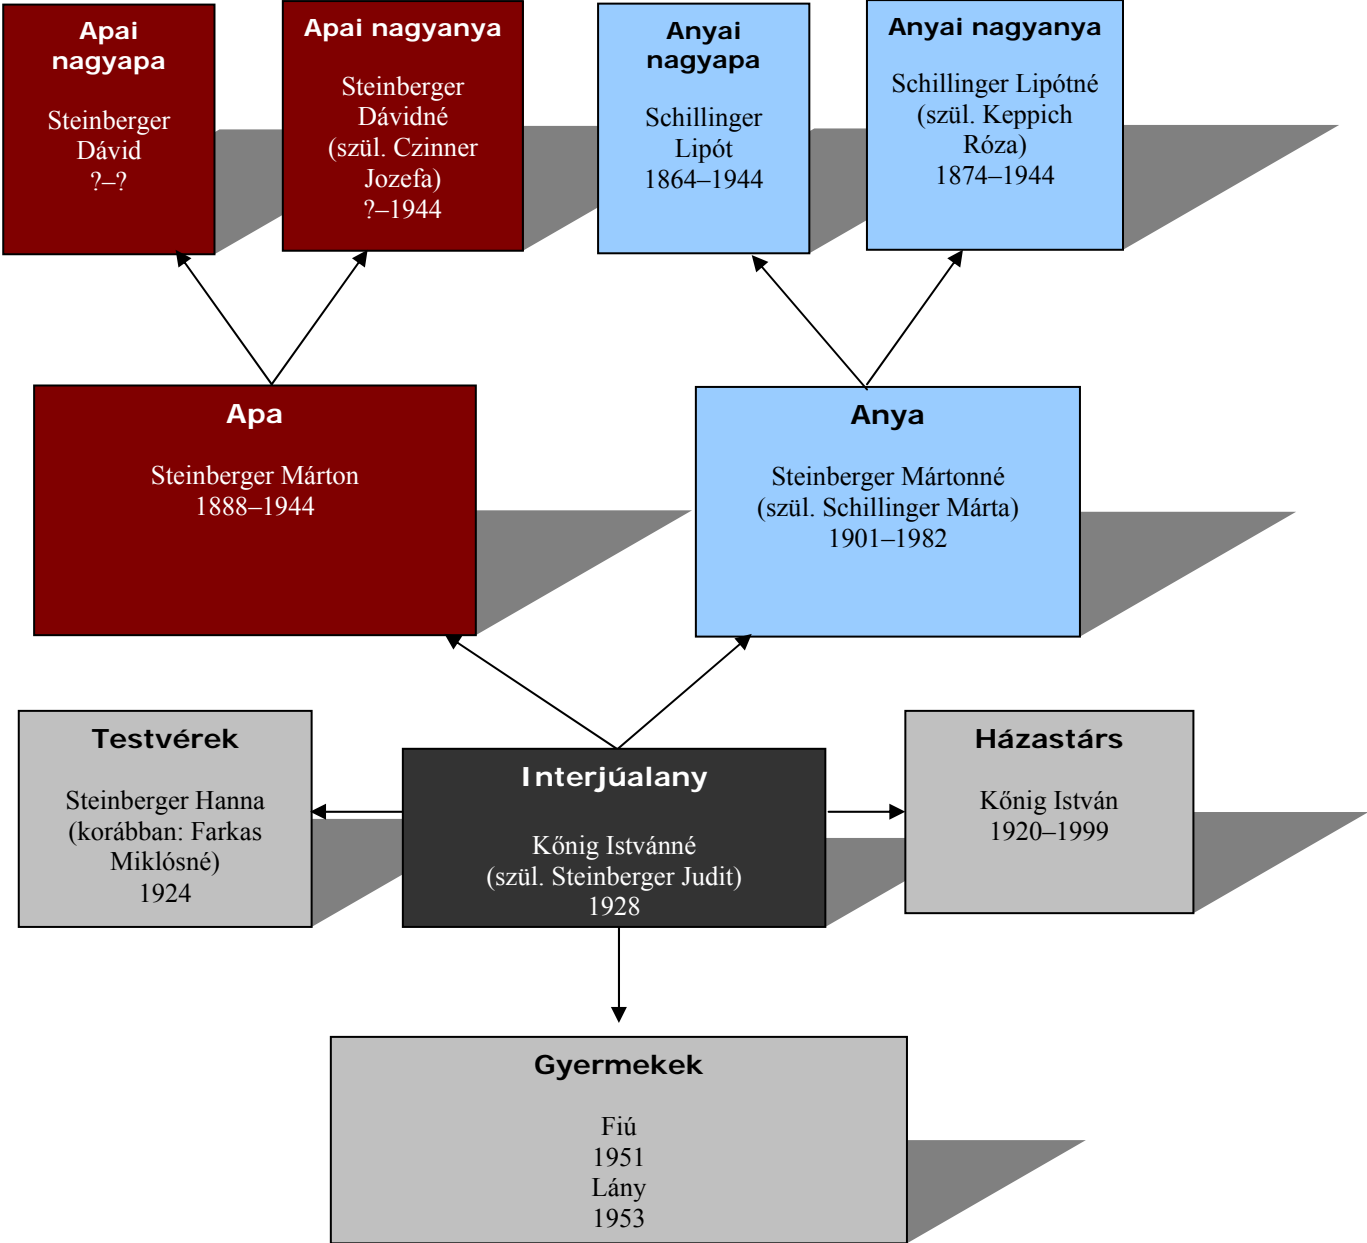 Apai
nagyapa
Steinberger
Dávid
?–?
Apai nagyanya
Steinberger
Dávidné
(szül. Czinner
Jozefa)
?–1944
Anyai
nagyapa
Schillinger
Lipót
1864–1944
Anyai nagyanya
Schillinger Lipótné
(szül. Keppich
Róza)
1874–1944
Apa
Steinberger Márton
1888–1944
Anya
Steinberger Mártonné
(szül. Schillinger Márta)
1901–1982
Testvérek
Steinberger Hanna
(korábban: Farkas
Miklósné)
1924
Interjúalany
Kőnig Istvánné
(szül. Steinberger Judit)
1928
Házastárs
Kőnig István
1920–1999
Gyermekek
Fiú
1951
Lány
1953